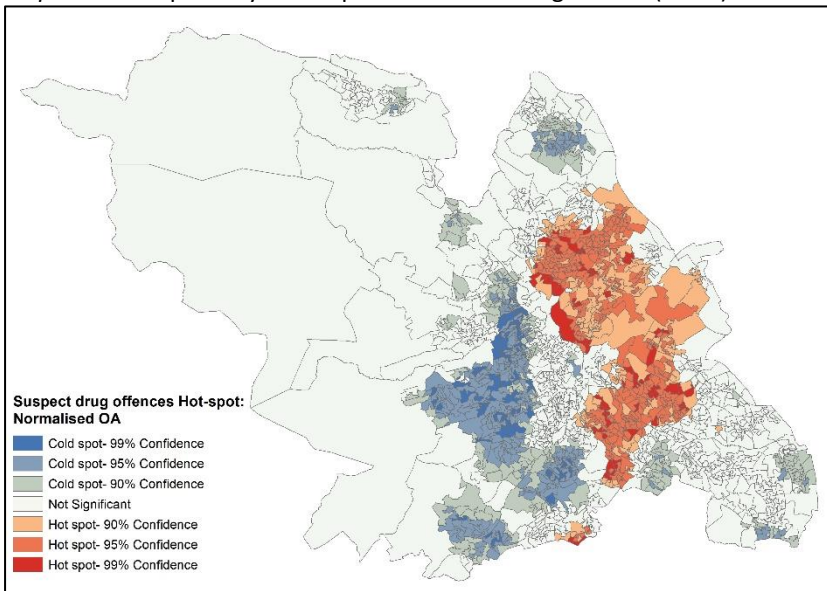 Suspect drug offences Hot-spot:
Normalised OA
Cold spot- 99% Confidence
Cold spot- 95% Confidence
Cold spot- 90% Confidence
Not Significant
Hot spot- 90% Confidence
Hot spot- 95% Confidence
Hot spot- 99% Confidence